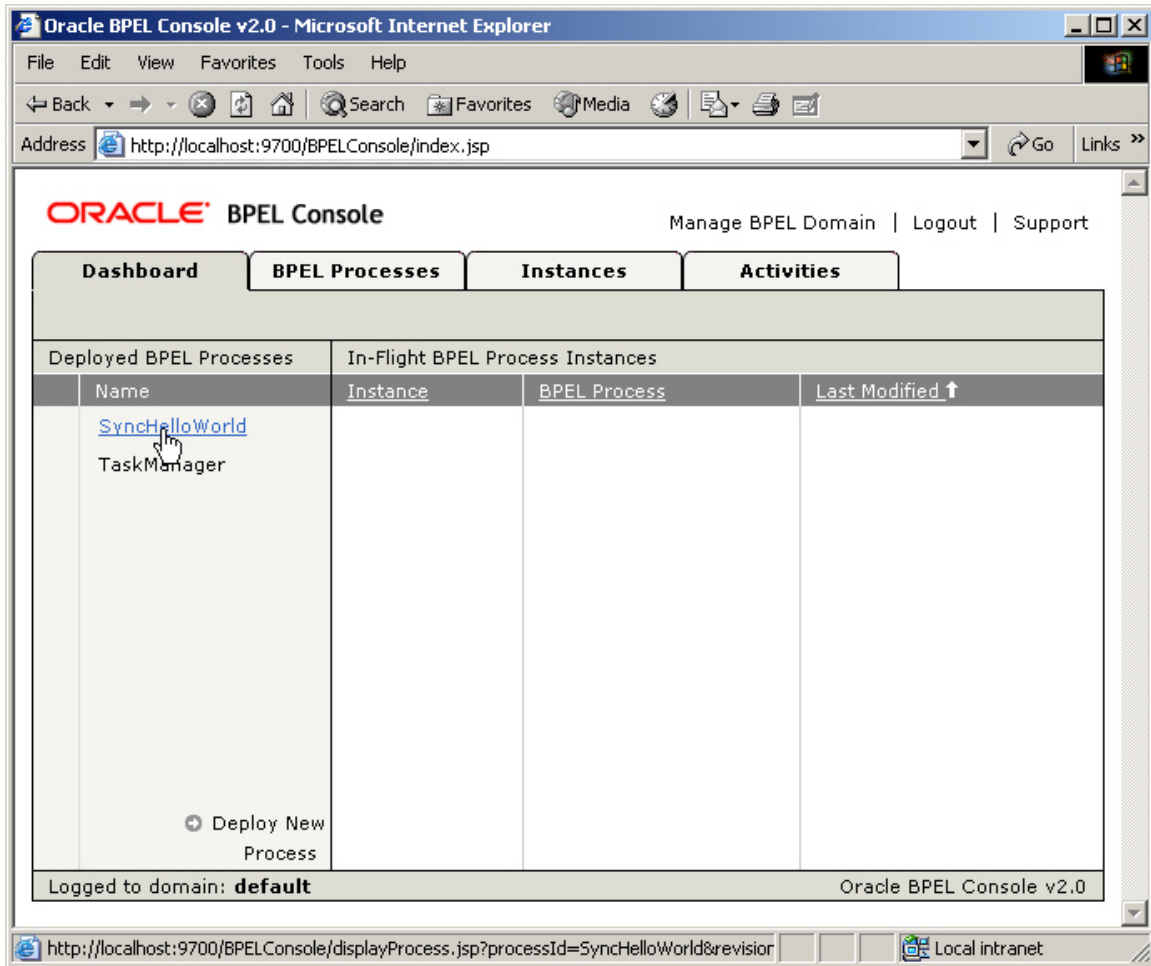 Oracle BPEL Console v2.0 - Microsoft Internet Explorer
File Edit View Favorites Tools Help
Back Search Favorites Media
Address http://localhost:9700/BPELConsole/index.jsp Go Links »
ORACLE BPEL Console
Manage BPEL Domain | Logout | Support
Dashboard BPEL Processes Instances Activities
Deployed BPEL Processes In-Flight BPEL Process Instances
Name Instance BPEL Process Last Modified
SyncHelloWorld
TaskManager
Deploy New
Process
Logged to domain: default Oracle BPEL Console v2.0
http://localhost:9700/BPELConsole/displayProcess.jsp?processId=SyncHelloWorld&revision Local intranet